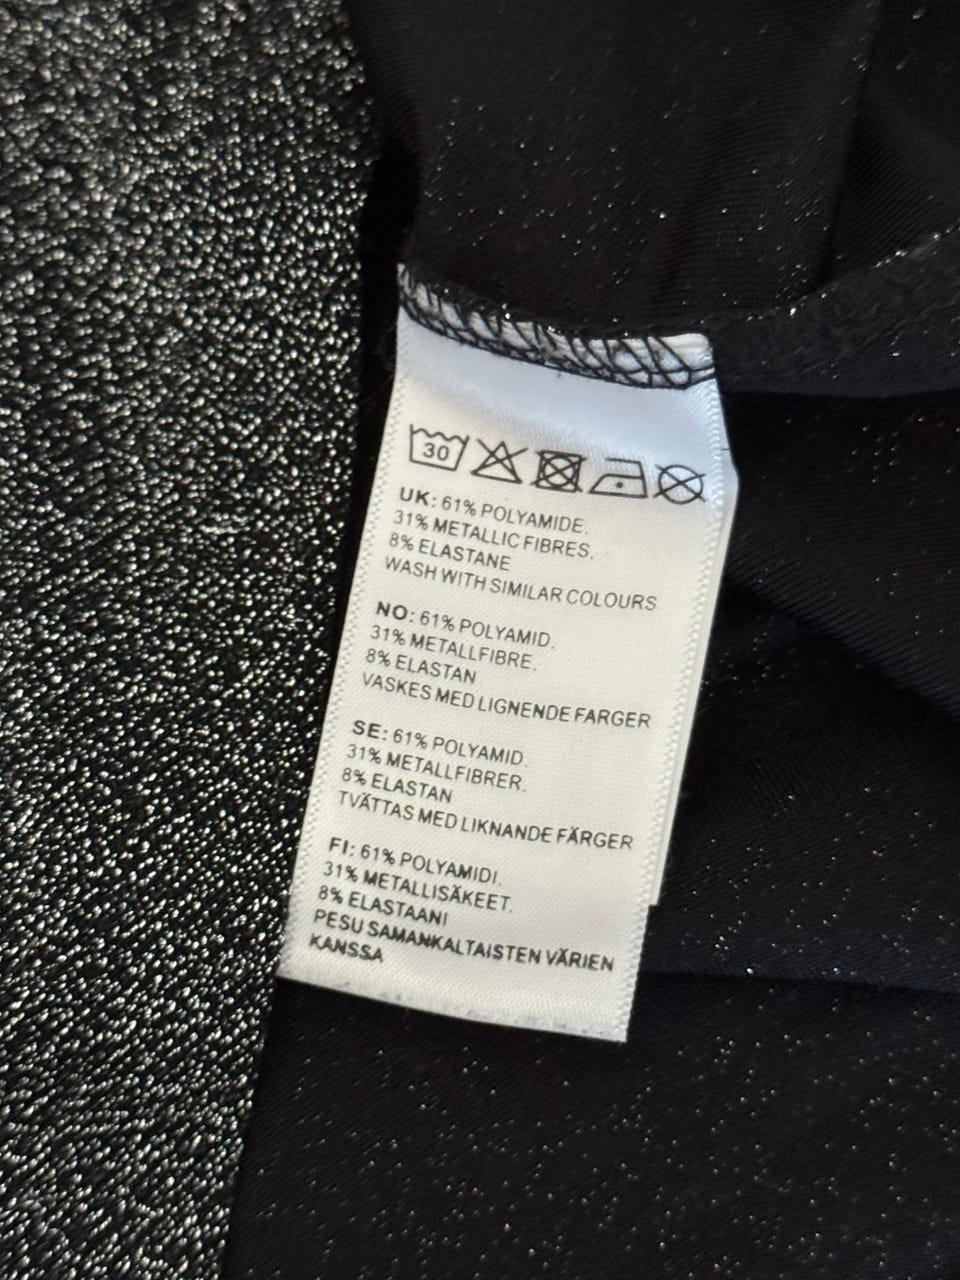 30
UK: 61% POLYAMIDE.
31% METALLIC FIBRES.
8% ELASTANE
WASH WITH SIMILAR COLOURS
NO: 61% POLYAMID.
31% METALLFIBRE.
8% ELASTAN
VASKES MED LIGNENDE FARGER
SE: 61% POLYAMID.
31% METALLFIBRER.
8% ELASTAN
TVÄTTAS MED LIKNANDE FÄRGER
FI: 61% POLYAMIDI.
31% METALLISÄKEET.
8% ELASTAANI
PESU SAMANKALTAISTEN VÄRIEN
KANSSA